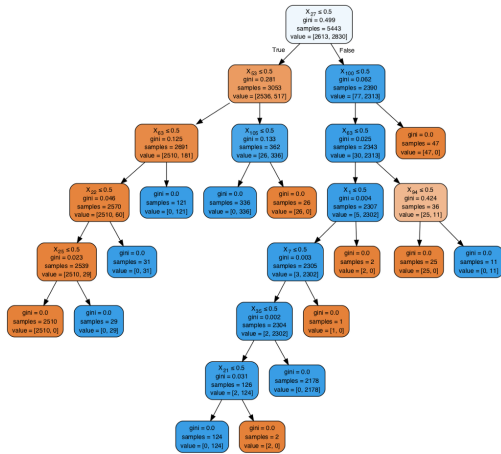 X27 ≤ 0.5
gini = 0.499
samples = 5443
value = [2613, 2830]
True
False
X53 ≤ 0.5
gini = 0.281
samples = 3053
value = [2536, 517]
X100 ≤ 0.5
gini = 0.062
samples = 2390
value = [77, 2313]
≤ 0.5
gini = 0.125
samples = 2691
value = [2510, 181]
≤ 0.5
gini = 0.133
samples = 362
value = [26, 336]
≤ 0.5
gini = 0.025
samples = 2343
value = [30, 2313]
gini = 0.0
samples = 47
value = [47, 0]
≤ 0.5
gini = 0.046
samples = 2570
value = [2510, 60]
gini = 0.0
samples = 121
value = [0, 121]
gini = 0.0
samples = 336
value = [0, 336]
gini = 0.0
samples = 26
value = [26, 0]
X1 ≤ 0.5
gini = 0.004
samples = 2307
value = [5, 2302]
X94 ≤ 0.5
gini = 0.424
samples = 36
value = [25, 11]
≤ 0.5
gini = 0.023
samples = 2539
value = [2510, 29]
gini = 0.0
samples = 31
value = [0, 31]
X7 ≤ 0.5
gini = 0.003
samples = 2305
value = [3, 2302]
gini = 0.0
samples = 2
value = [2, 0]
gini = 0.0
samples = 25
value = [25, 0]
gini = 0.0
samples = 11
value = [0, 11]
gini = 0.0
samples = 2510
value = [2510, 0]
gini = 0.0
samples = 29
value = [0, 29]
X30 ≤ 0.5
gini = 0.002
samples = 2304
value = [2, 2302]
gini = 0.0
samples = 1
value = [1, 0]
X21 ≤ 0.5
gini = 0.031
samples = 126
value = [2, 124]
gini = 0.0
samples = 2178
value = [0, 2178]
gini = 0.0
samples = 124
value = [0, 124]
gini = 0.0
samples = 2
value = [2, 0]